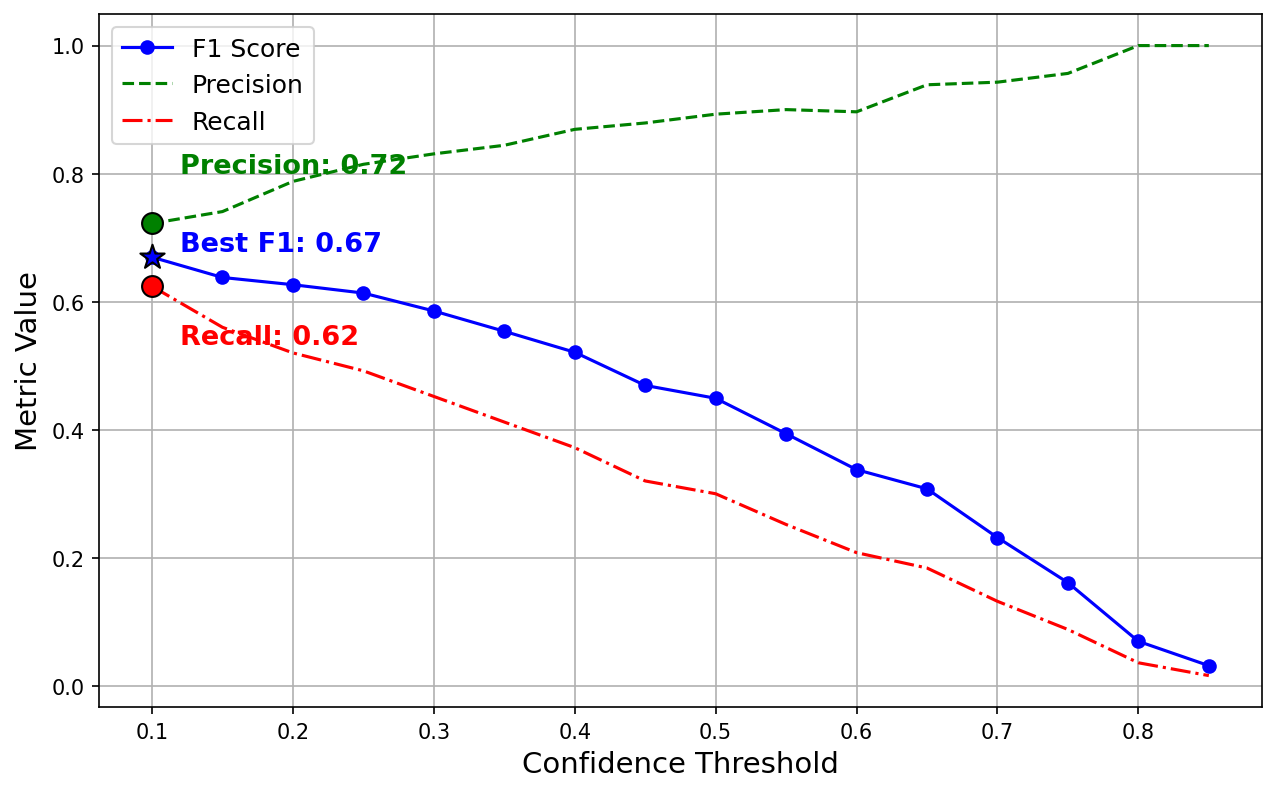 F1 Score
Precision
Recall
Precision: 0.72
Best F1: 0.67
Recall: 0.62
Metric Value
1.0
0.8
0.6
0.4
0.2
0.0
0.1 0.2 0.3 0.4 0.5 0.6 0.7 0.8
Confidence Threshold